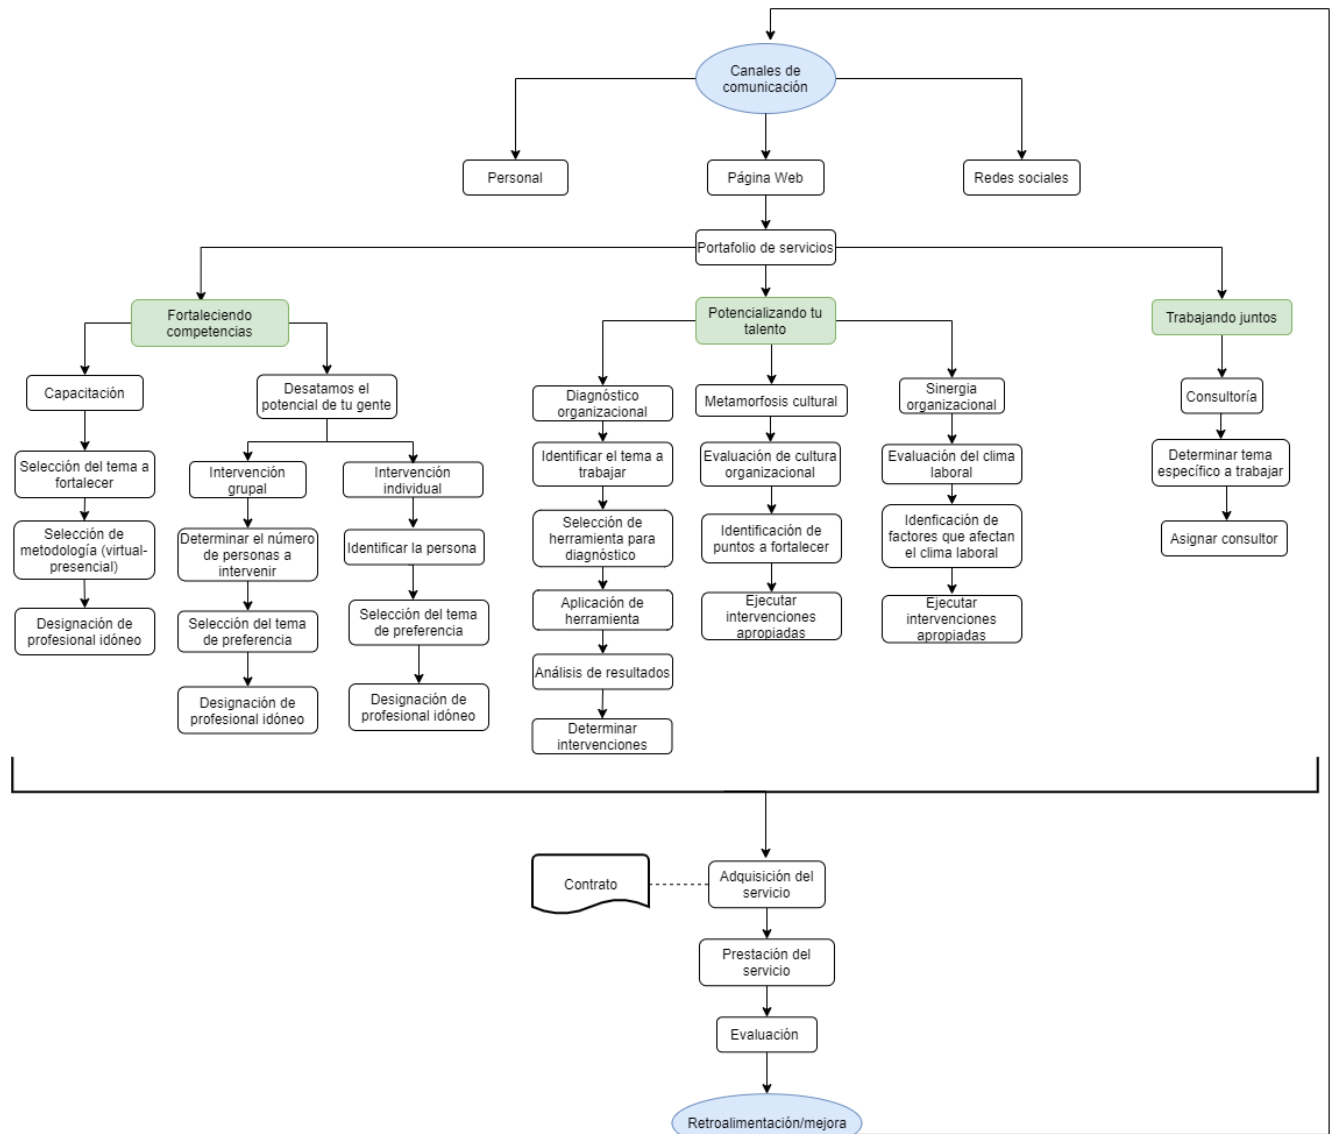 Canales de
comunicación
Personal
Página Web
Redes sociales
Portafolio de servicios
Fortaleciendo
competencias
Potencializando tu
talento
Trabajando juntos
Capacitación
Selección del tema a
fortalecer
Selección de
metodología (virtual-
presencial)
Designación de
profesional idóneo
Desatamos el
potencial de tu gente
Intervención
grupal
Determinar el número
de personas a
intervenir
Selección del tema
de preferencia
Designación de
profesional idóneo
Intervención
individual
Identificar la persona
Selección del tema
de preferencia
Designación de
profesional idóneo
Diagnóstico
organizacional
Identificar el tema a
trabajar
Selección de
herramienta para
diagnóstico
Aplicación de
herramienta
Análisis de resultados
Determinar
intervenciones
Metamorfosis cultural
Evaluación de cultura
organizacional
Identificación de
puntos a fortalecer
Ejecutar
intervenciones
apropiadas
Sinergia
organizacional
Evaluación del clima
laboral
Idenficación de
factores que afectan
el clima laboral
Ejecutar
intervenciones
apropiadas
Consultoría
Determinar tema
específico a trabajar
Asignar consultor
Contrato
Adquisición del
servicio
Prestación del
servicio
Evaluación
Retroalimentación/mejora